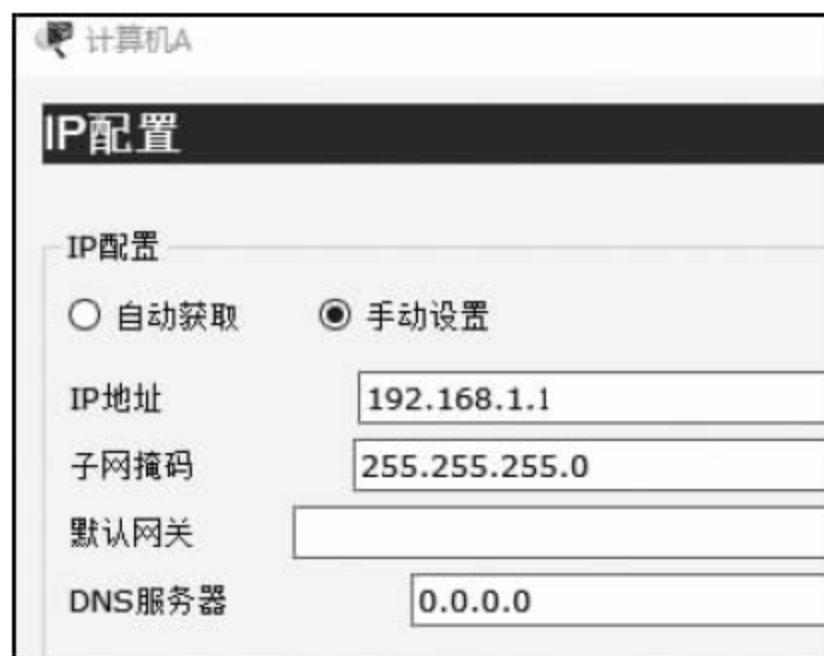 计算机A
IP配置
IP配置
自动获取 手动设置
IP地址 192.168.1.1
子网掩码 255.255.255.0
默认网关
DNS服务器 0.0.0.0